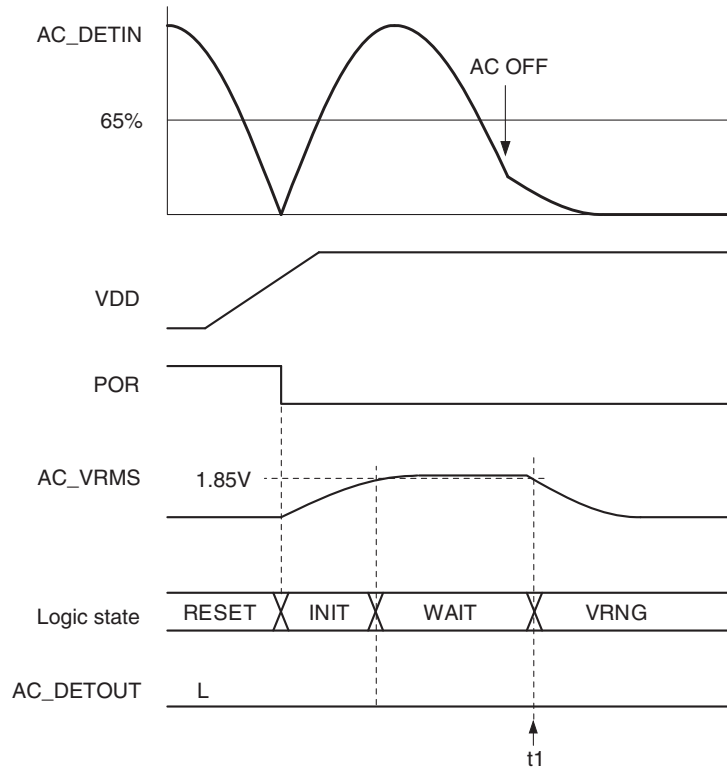 AC_DETIN
AC OFF
65%
VDD
POR
AC_VRMS 1.85V
Logic state RESET INIT WAIT VRNG
AC_DETOUT L
t1